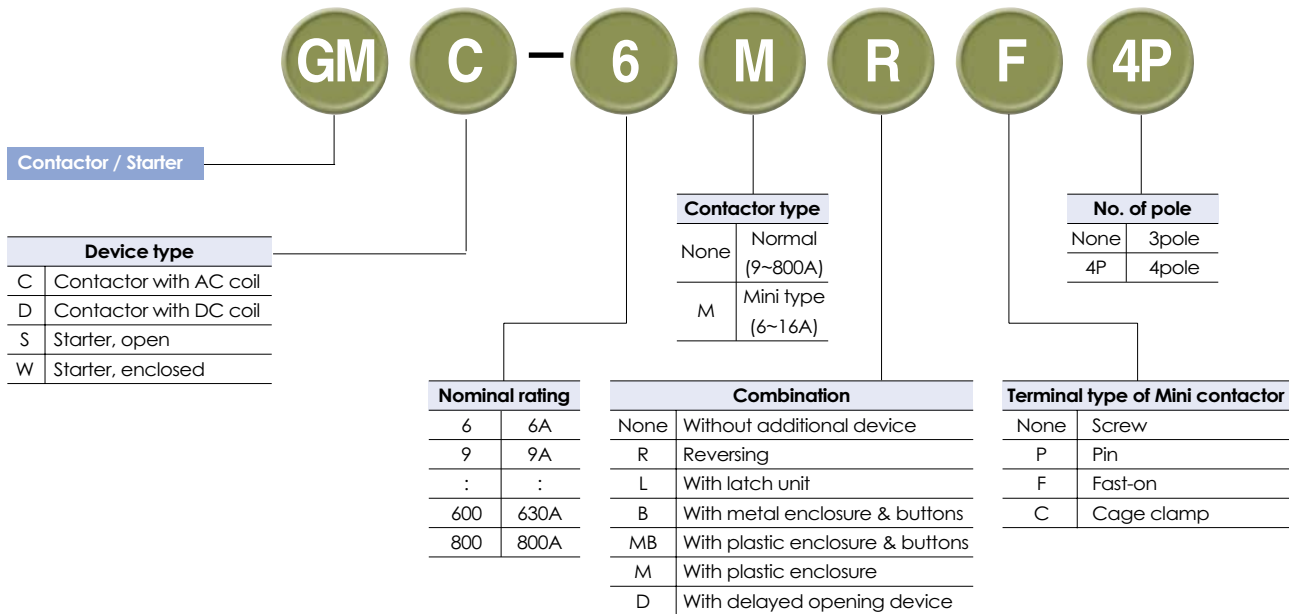 GM C - 6 M R F 4P
Contactor / Starter
Device type
C Contactor with AC coil
D Contactor with DC coil
S Starter, open
W Starter, enclosed
Nominal rating
6 6A
9 9A
: :
600 630A
800 800A
Contactor type
None Normal
(9~800A)
M Mini type
(6~16A)
Combination
None Without additional device
R Reversing
L With latch unit
B With metal enclosure & buttons
MB With plastic enclosure & buttons
M With plastic enclosure
D With delayed opening device
No. of pole
None 3pole
4P 4pole
Terminal type of Mini contactor
None Screw
P Pin
F Fast-on
C Cage clamp